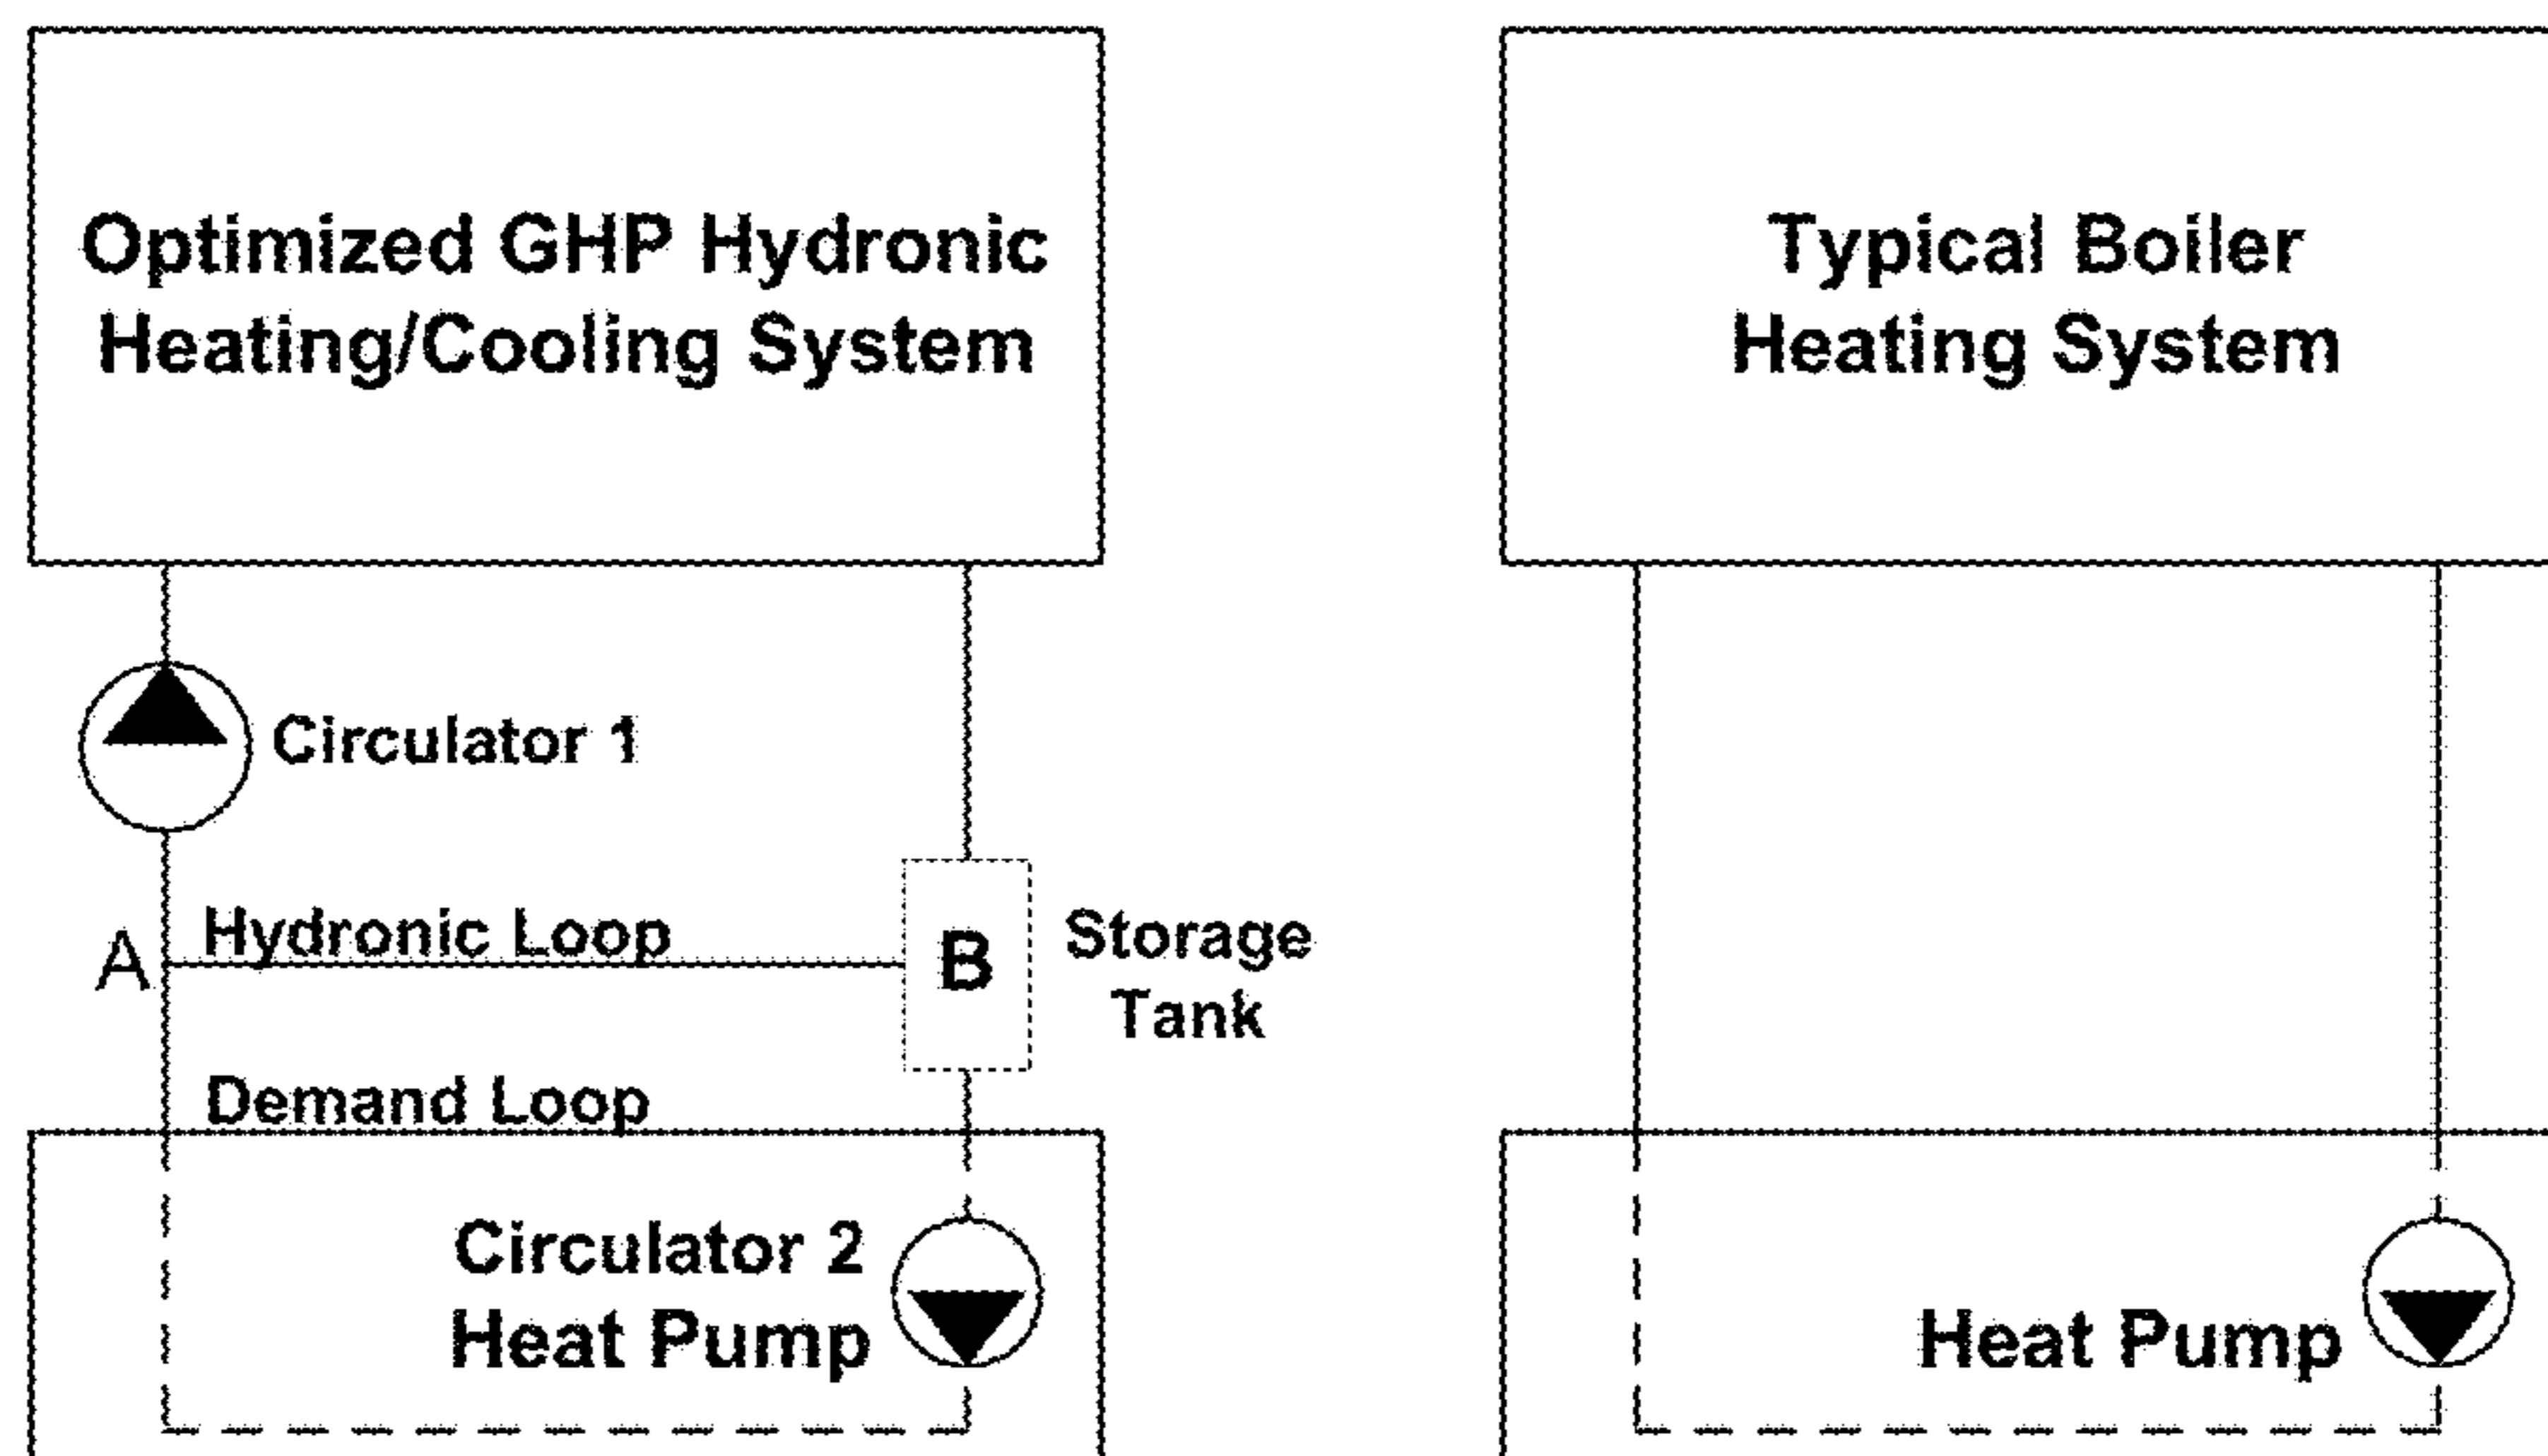 Optimized GHP Hydronic
Heating/Cooling System
Typical Boiler
Heating System
Circulator 1
A
Hydronic Loop
B
Storage
Tank
Demand Loop
Circulator 2
Heat Pump
Heat Pump